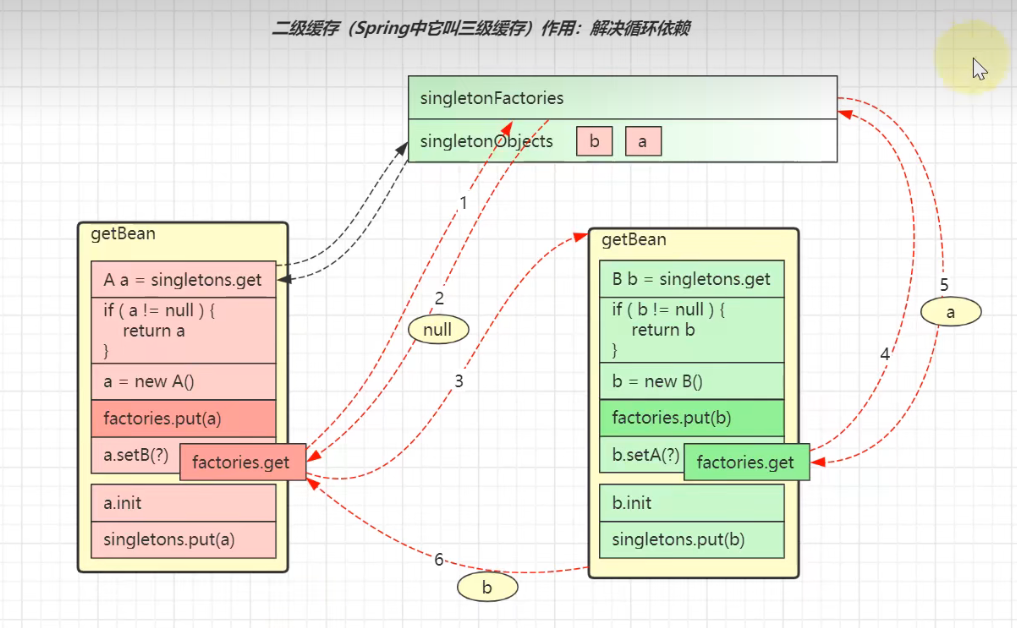 二级缓存（Spring中它叫三级缓存）作用：解决循环依赖
singletonFactories
singletonObjects b a
1
getBean
A a = singletons.get
if ( a != null ) {
return a
}
a = new A()
factories.put(a)
a.setB(?)
factories.get
a.init
singletons.put(a)
2
null
3
getBean
B b = singletons.get
if ( b != null ) {
return b
}
b = new B()
factories.put(b)
b.setA(?)
factories.get
b.init
singletons.put(b)
4
5
a
6
b